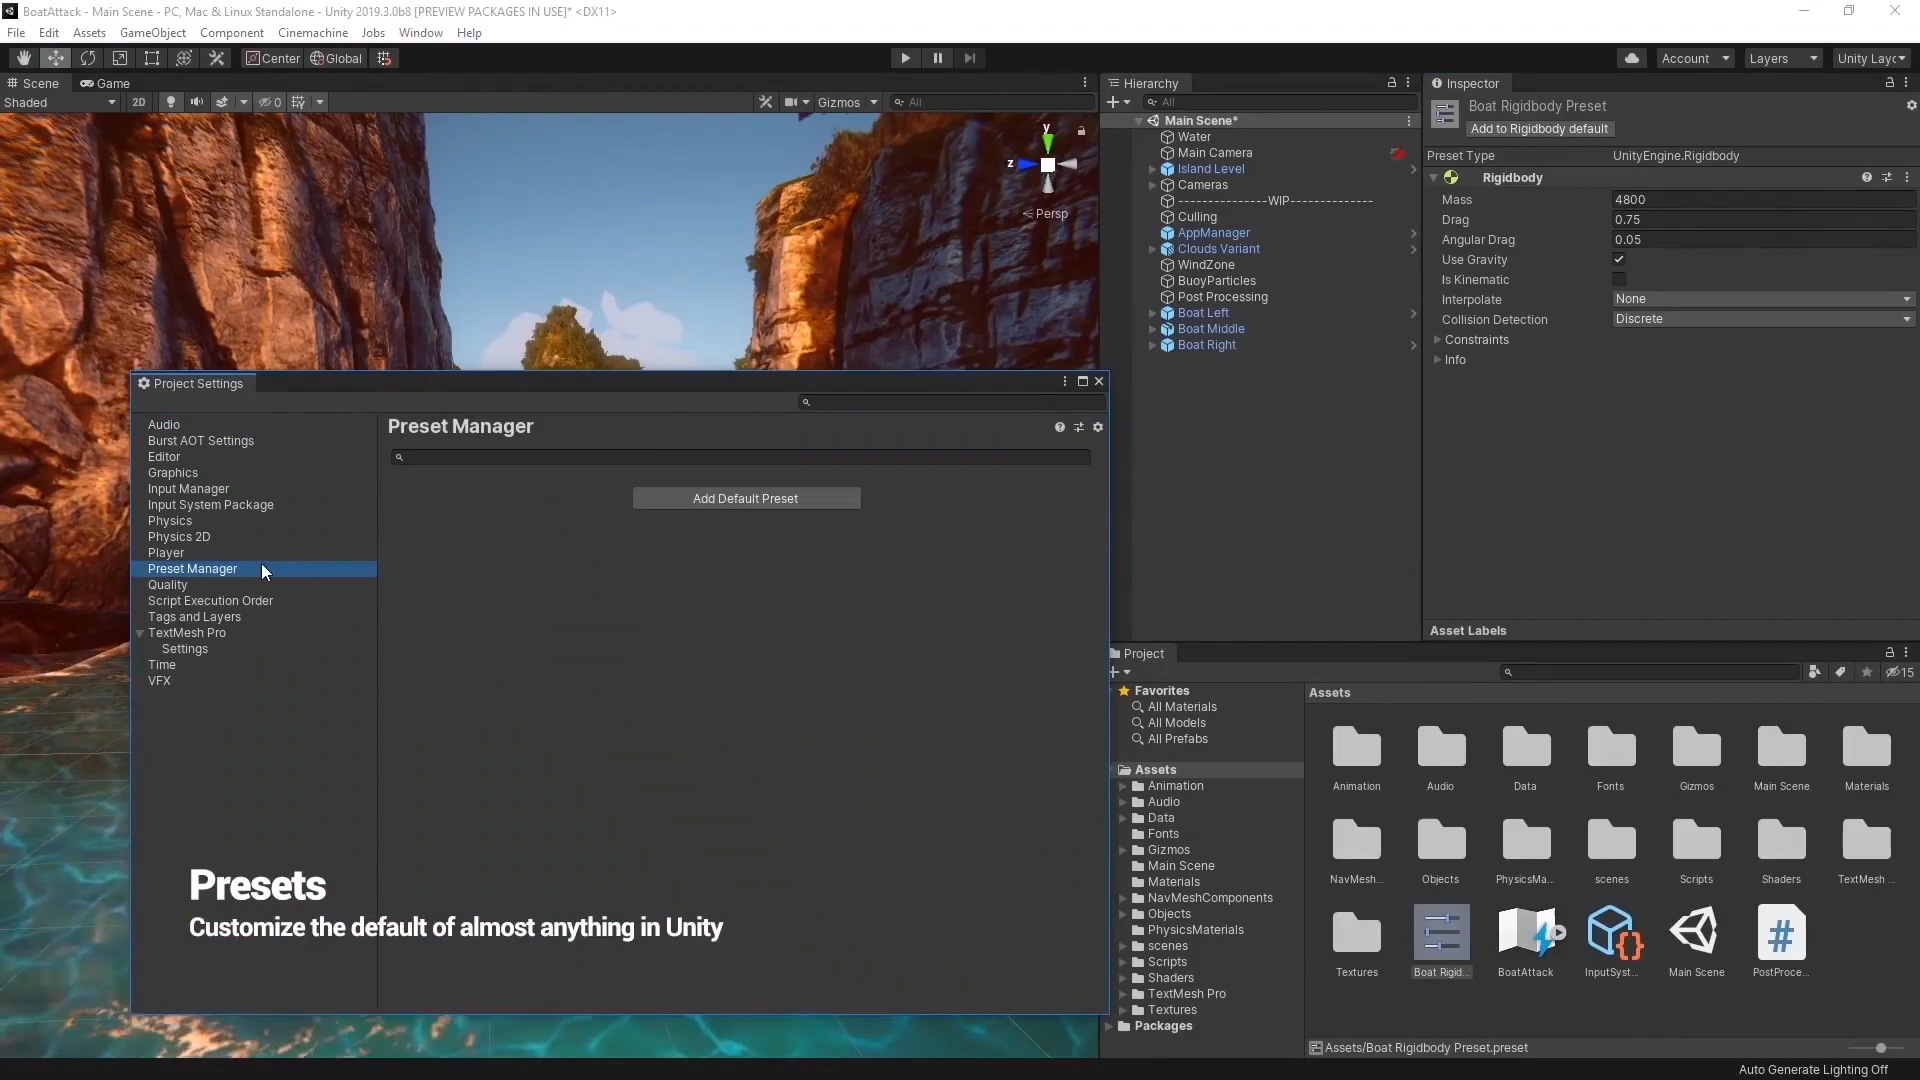 BoatAttack - Main Scene - PC, Mac & Linux Standalone - Unity 2019.3.0b8 [PREVIEW PACKAGES IN USE]* <DX11>
File Edit Assets GameObject Component Cinemachine Jobs Window Help
Center Global Account Layers Unity Layc
Scene Game
Shaded 2D 0 Gizmos All
y
z
Persp
Hierarchy
All
Main Scene*
Water
Main Camera
Island Level
Cameras
---------------WIP--------------
Culling
AppManager
Clouds Variant
WindZone
BuoyParticles
Post Processing
Boat Left
Boat Middle
Boat Right
Inspector
Boat Rigidbody Preset
Add to Rigidbody default
Preset Type UnityEngine.Rigidbody
Rigidbody
Mass 4800
Drag 0.75
Angular Drag 0.05
Use Gravity
Is Kinematic
Interpolate None
Collision Detection Discrete
Constraints
Info
Asset Labels
Project Settings
Audio
Burst AOT Settings
Editor
Graphics
Input Manager
Input System Package
Physics
Physics 2D
Player
Preset Manager
Quality
Script Execution Order
Tags and Layers
TextMesh Pro
Settings
Time
VFX
Preset Manager
Add Default Preset
Presets
Customize the default of almost anything in Unity
Project
15
Favorites
All Materials
All Models
All Prefabs
Assets
Animation
Audio
Data
Fonts
Gizmos
Main Scene
Materials
NavMeshComponents
Objects
PhysicsMaterials
scenes
Scripts
Shaders
TextMesh Pro
Textures
Packages
Assets
Animation Audio Data Fonts Gizmos Main Scene Materials
NavMesh... Objects PhysicsMa... scenes Scripts Shaders TextMesh ...
Textures Boat Rigid... BoatAttack InputSyst... Main Scene PostProce...
Assets/Boat Rigidbody Preset.preset
Auto Generate Lighting Off